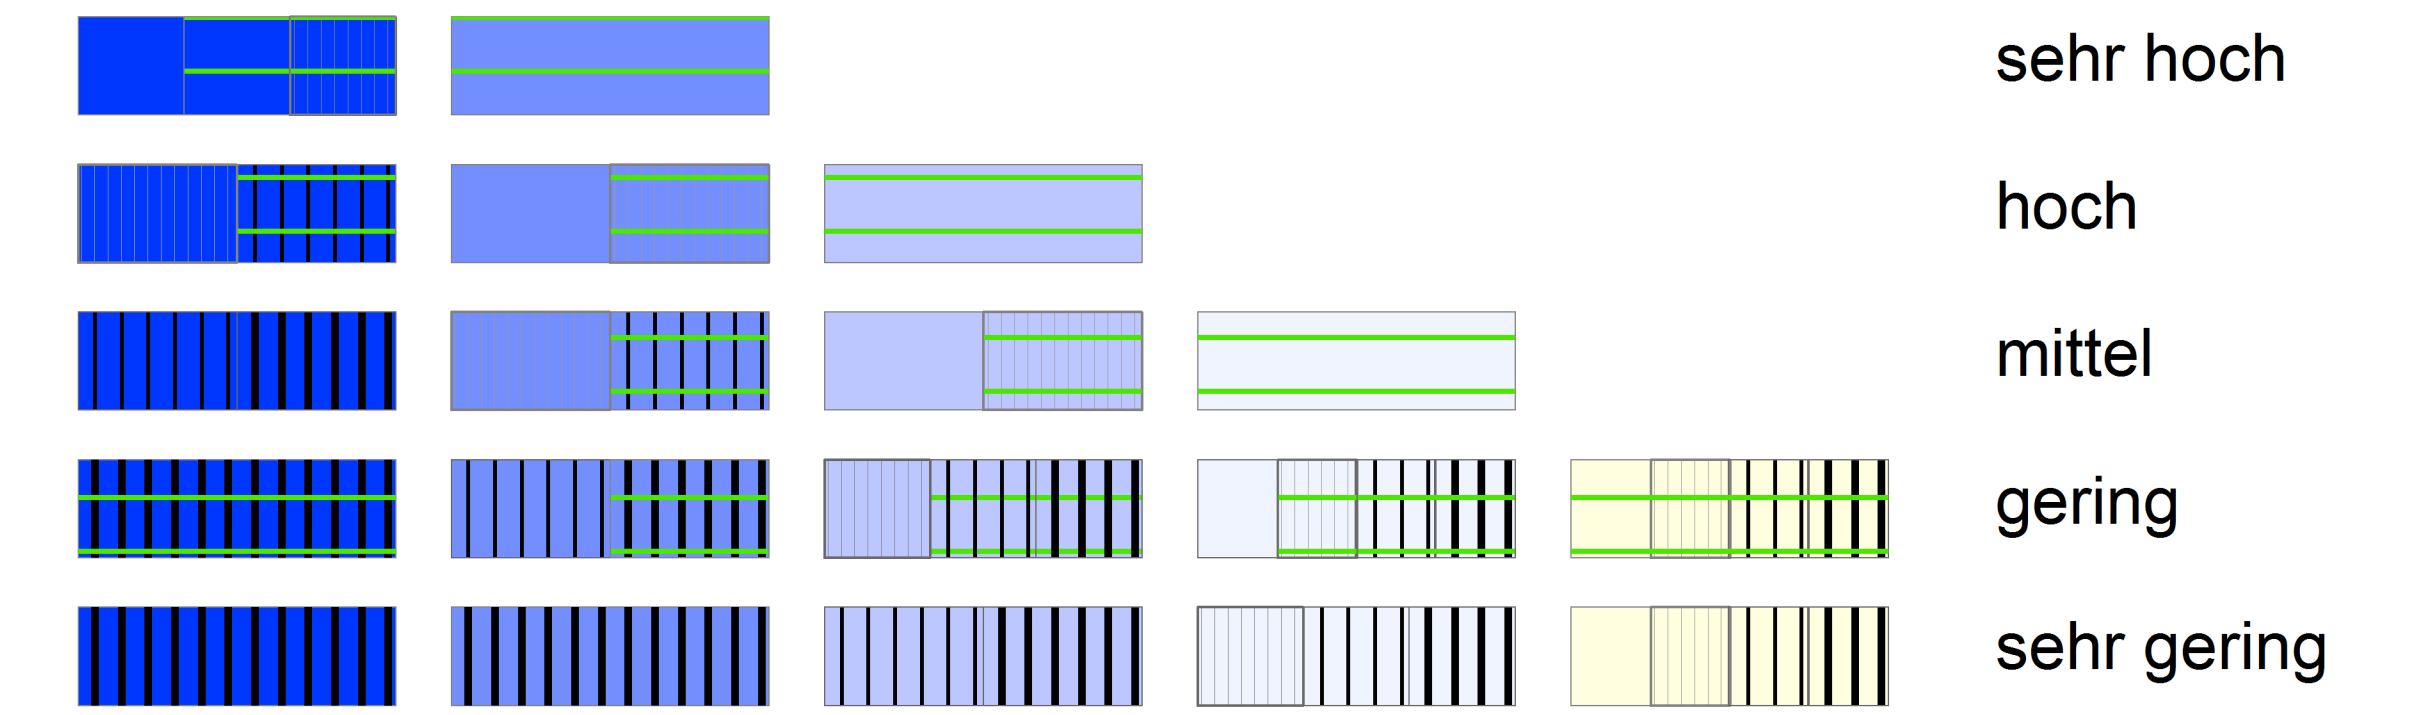 sehr hoch
hoch
mittel
gering
sehr gering